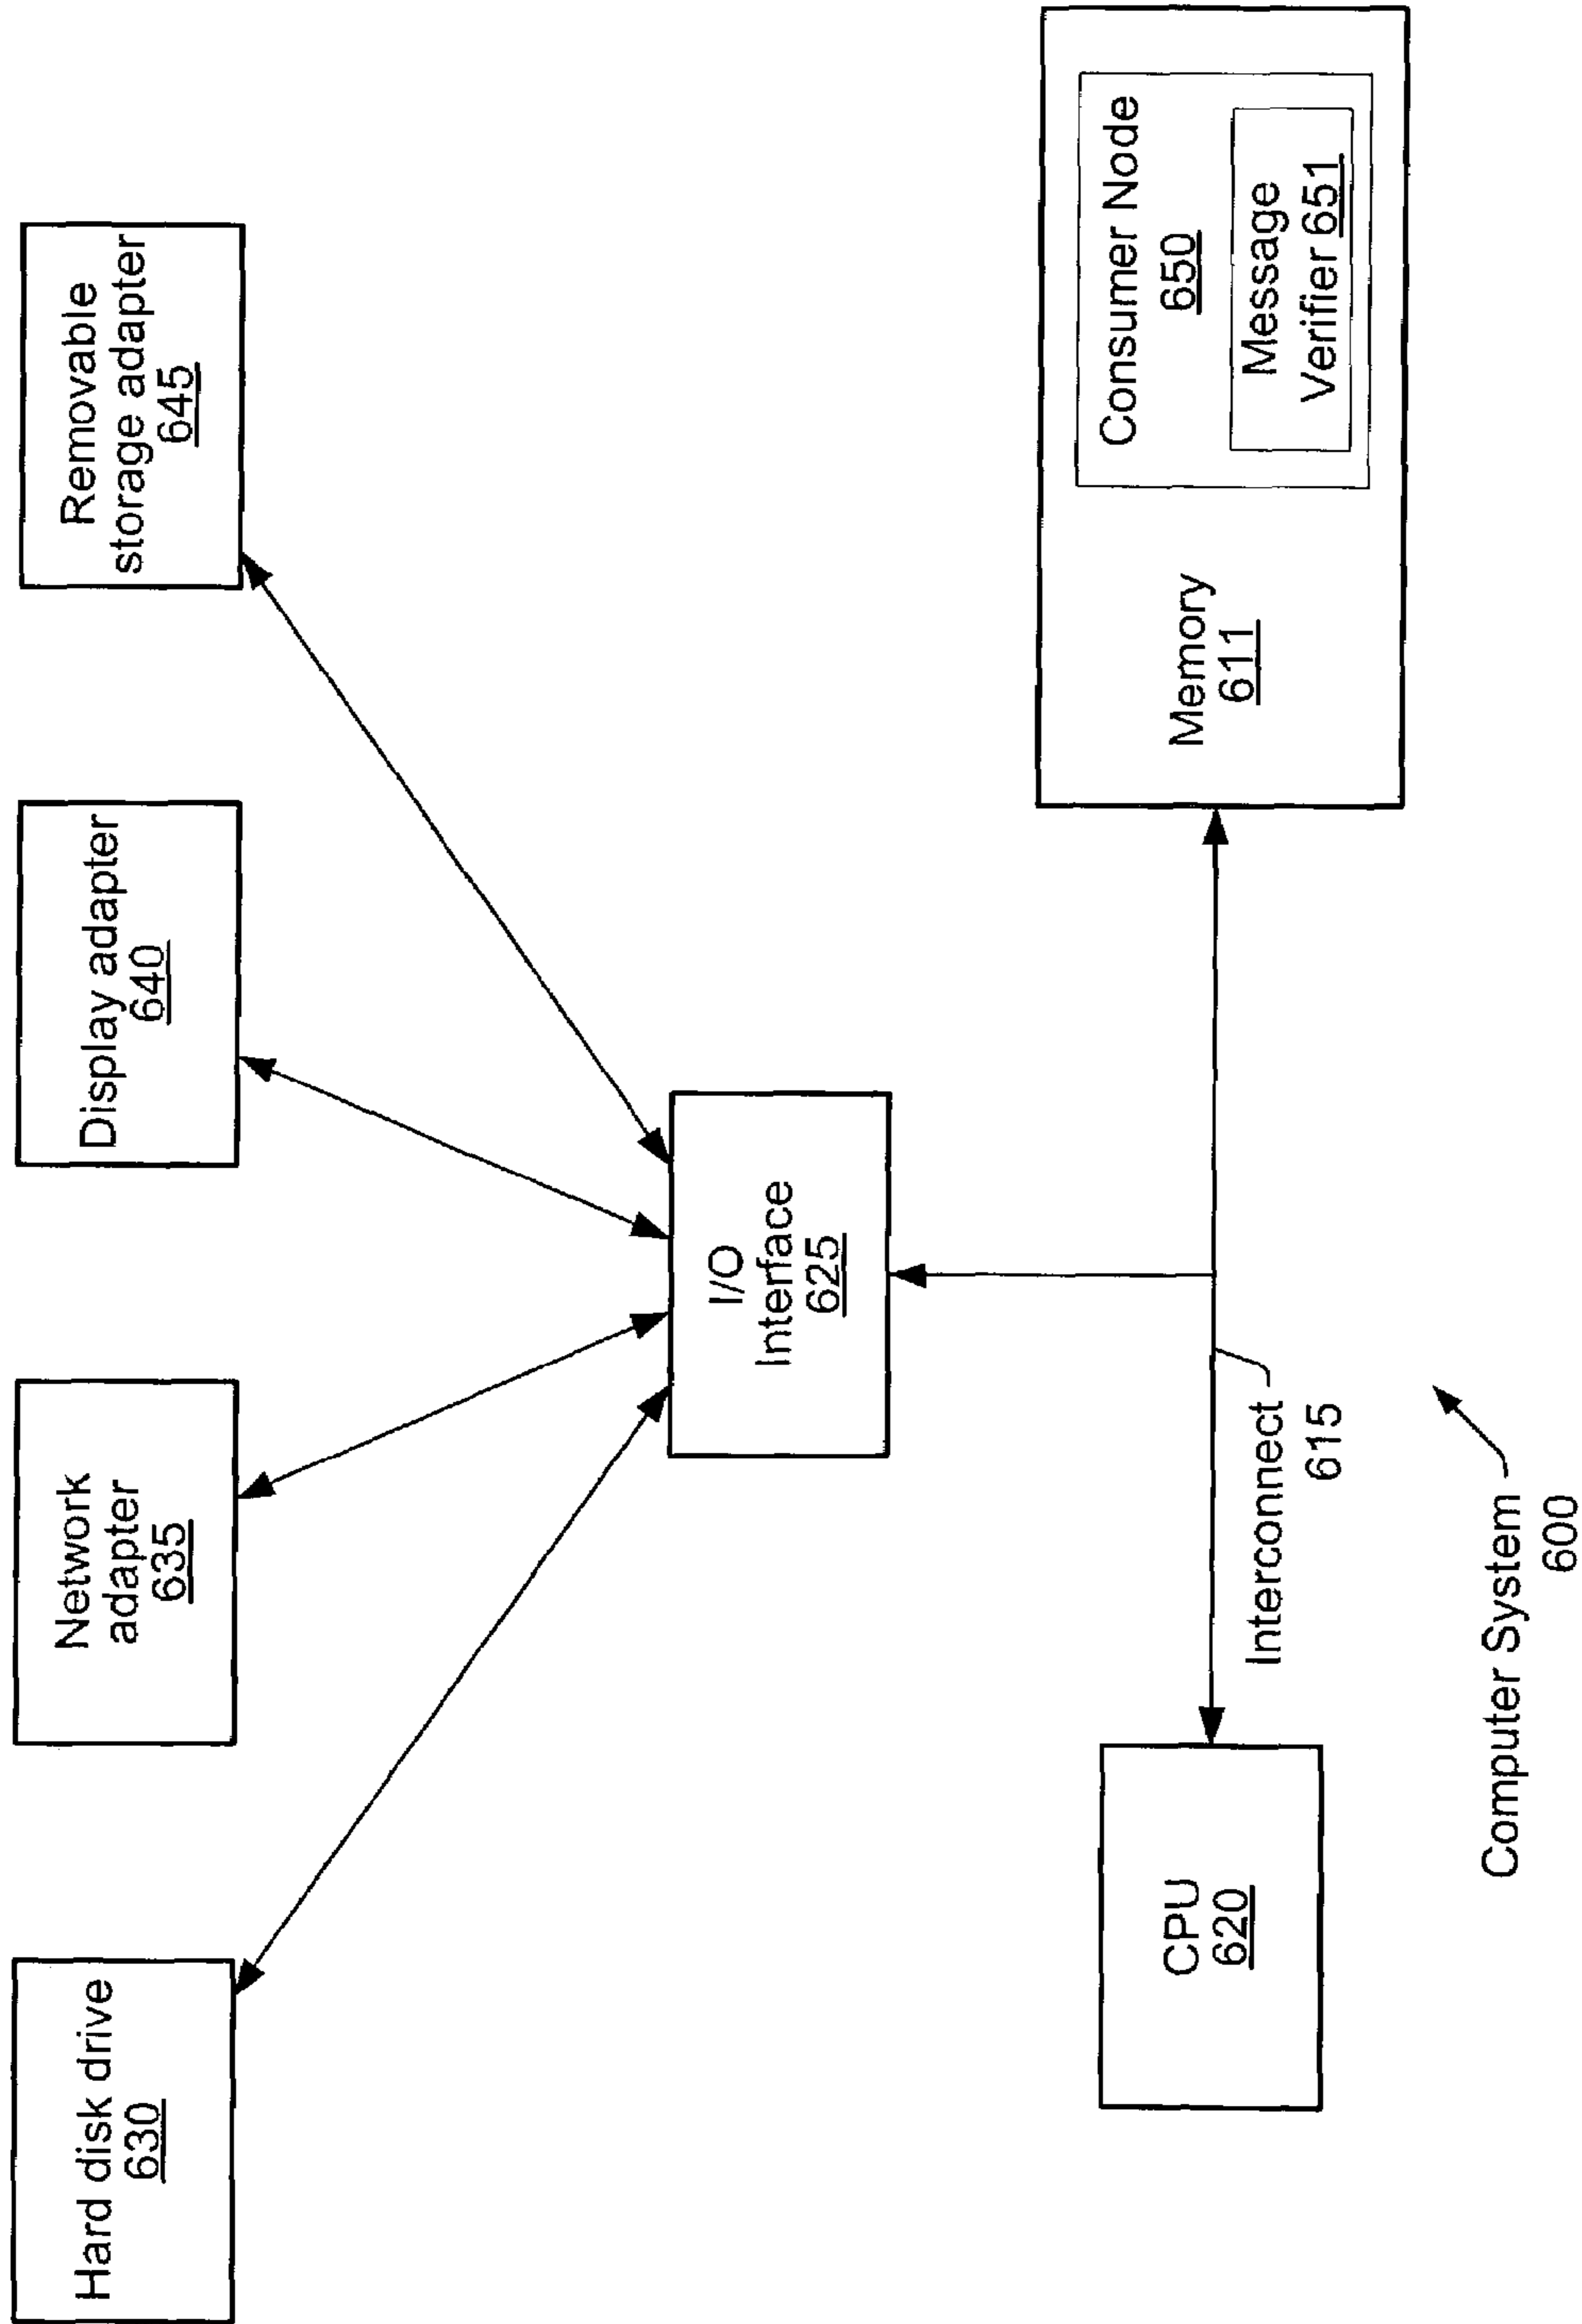 Hard disk drive
630
Network
adapter
635
Display adapter
640
Removable
storage adapter
645
I/O
Interface
625
CPU
620
Interconnect
615
Memory
611
Consumer Node
650
Message
Verifier 651
Computer System
600